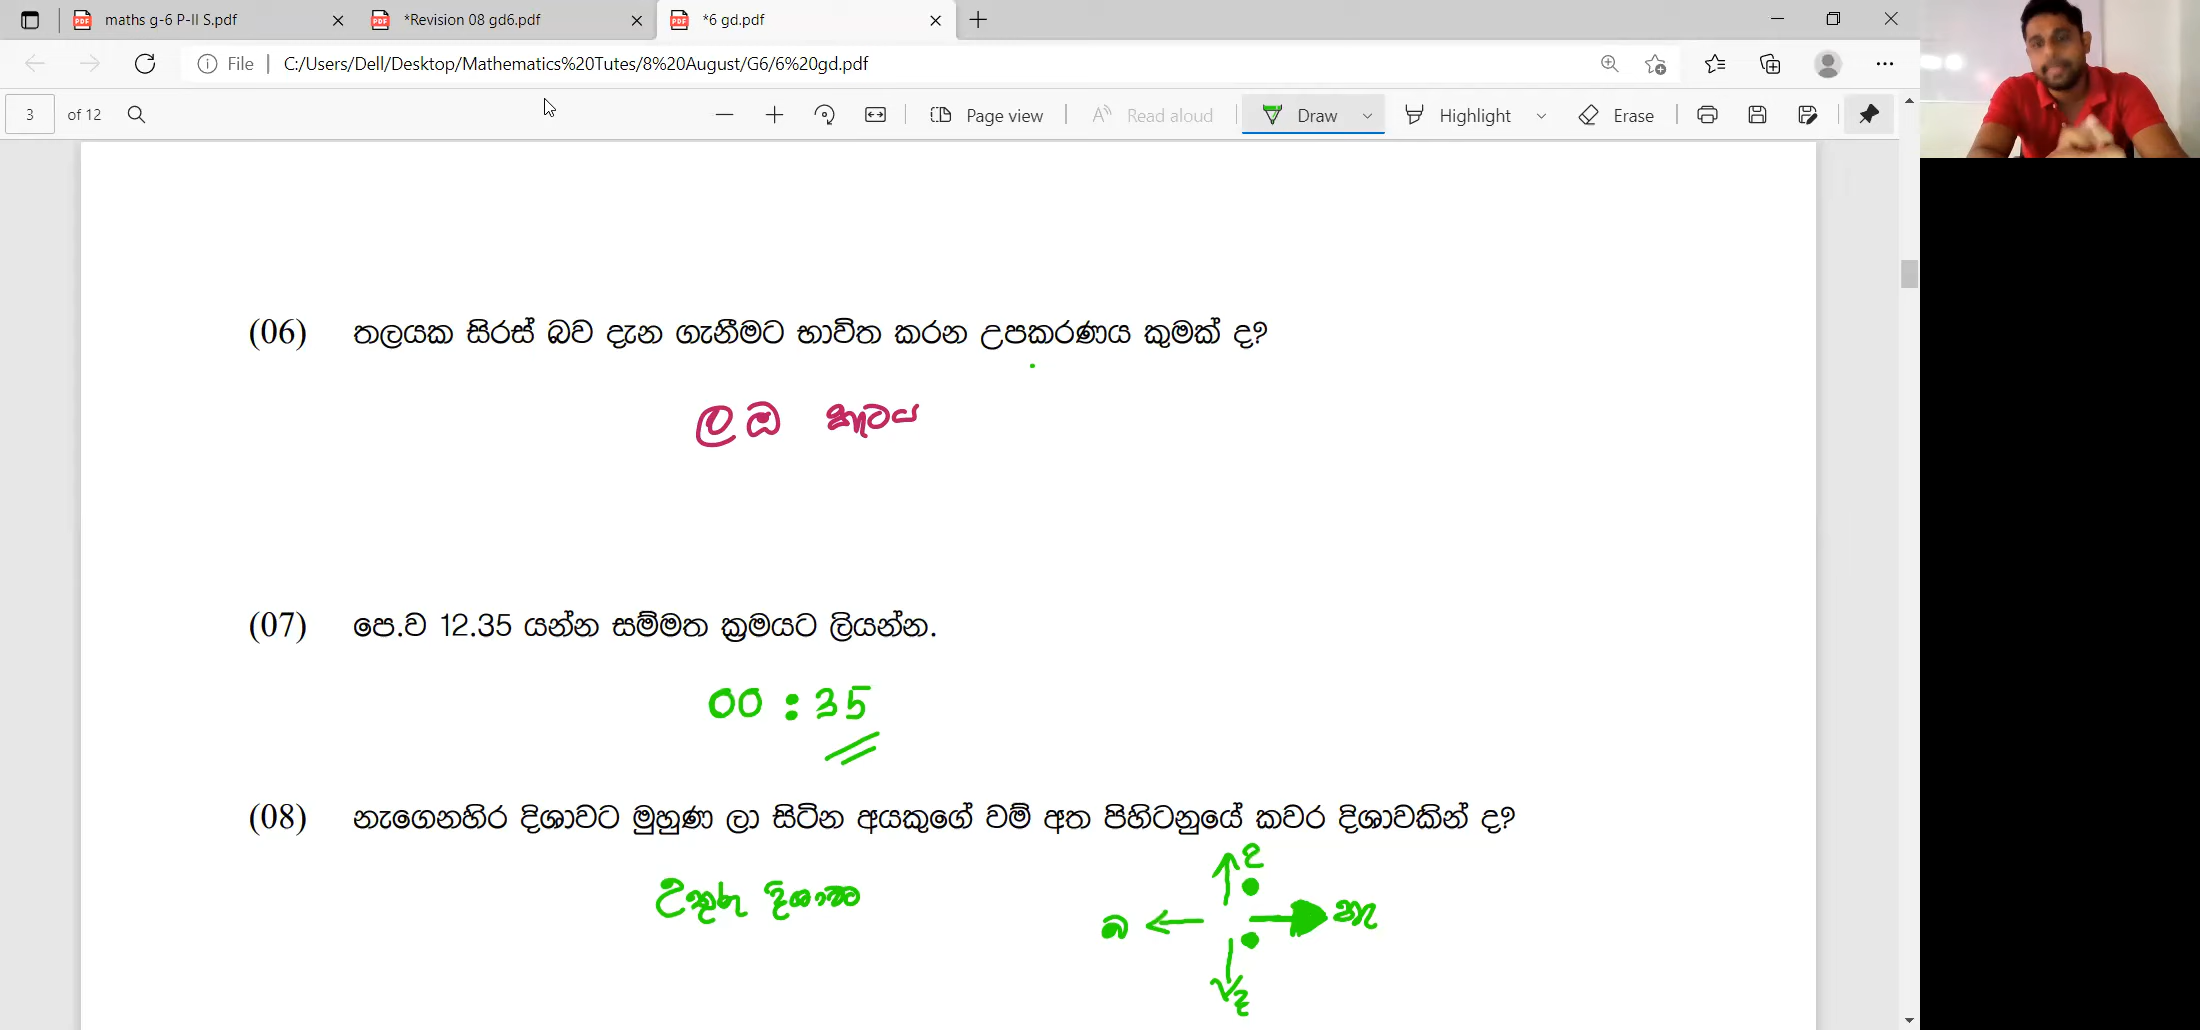 maths g-6 P-II S.pdf
*Revision 08 gd6.pdf
*6 gd.pdf
File
C:/Users/Dell/Desktop/Mathematics%20Tutes/8%20August/G6/6%20gd.pdf
3 of 12
Page view
Read aloud
Draw
Highlight
Erase
(06) තලයක සිරස් බව දැන ගැනීමට භාවිත කරන උපකරණය කුමක් ද?
ලඹ කුටය
(07) පෙ.ව 12.35 යන්න සම්මත ක්‍රමයට ලියන්න.
00 : 35
(08) නැගෙනහිර දිශාවට මුහුණ ලා සිටින අයකුගේ වම් අත පිහිටනුයේ කවර දිශාවකින් ද?
උ
උතුරු දිශාවට
බ
නැ
ද